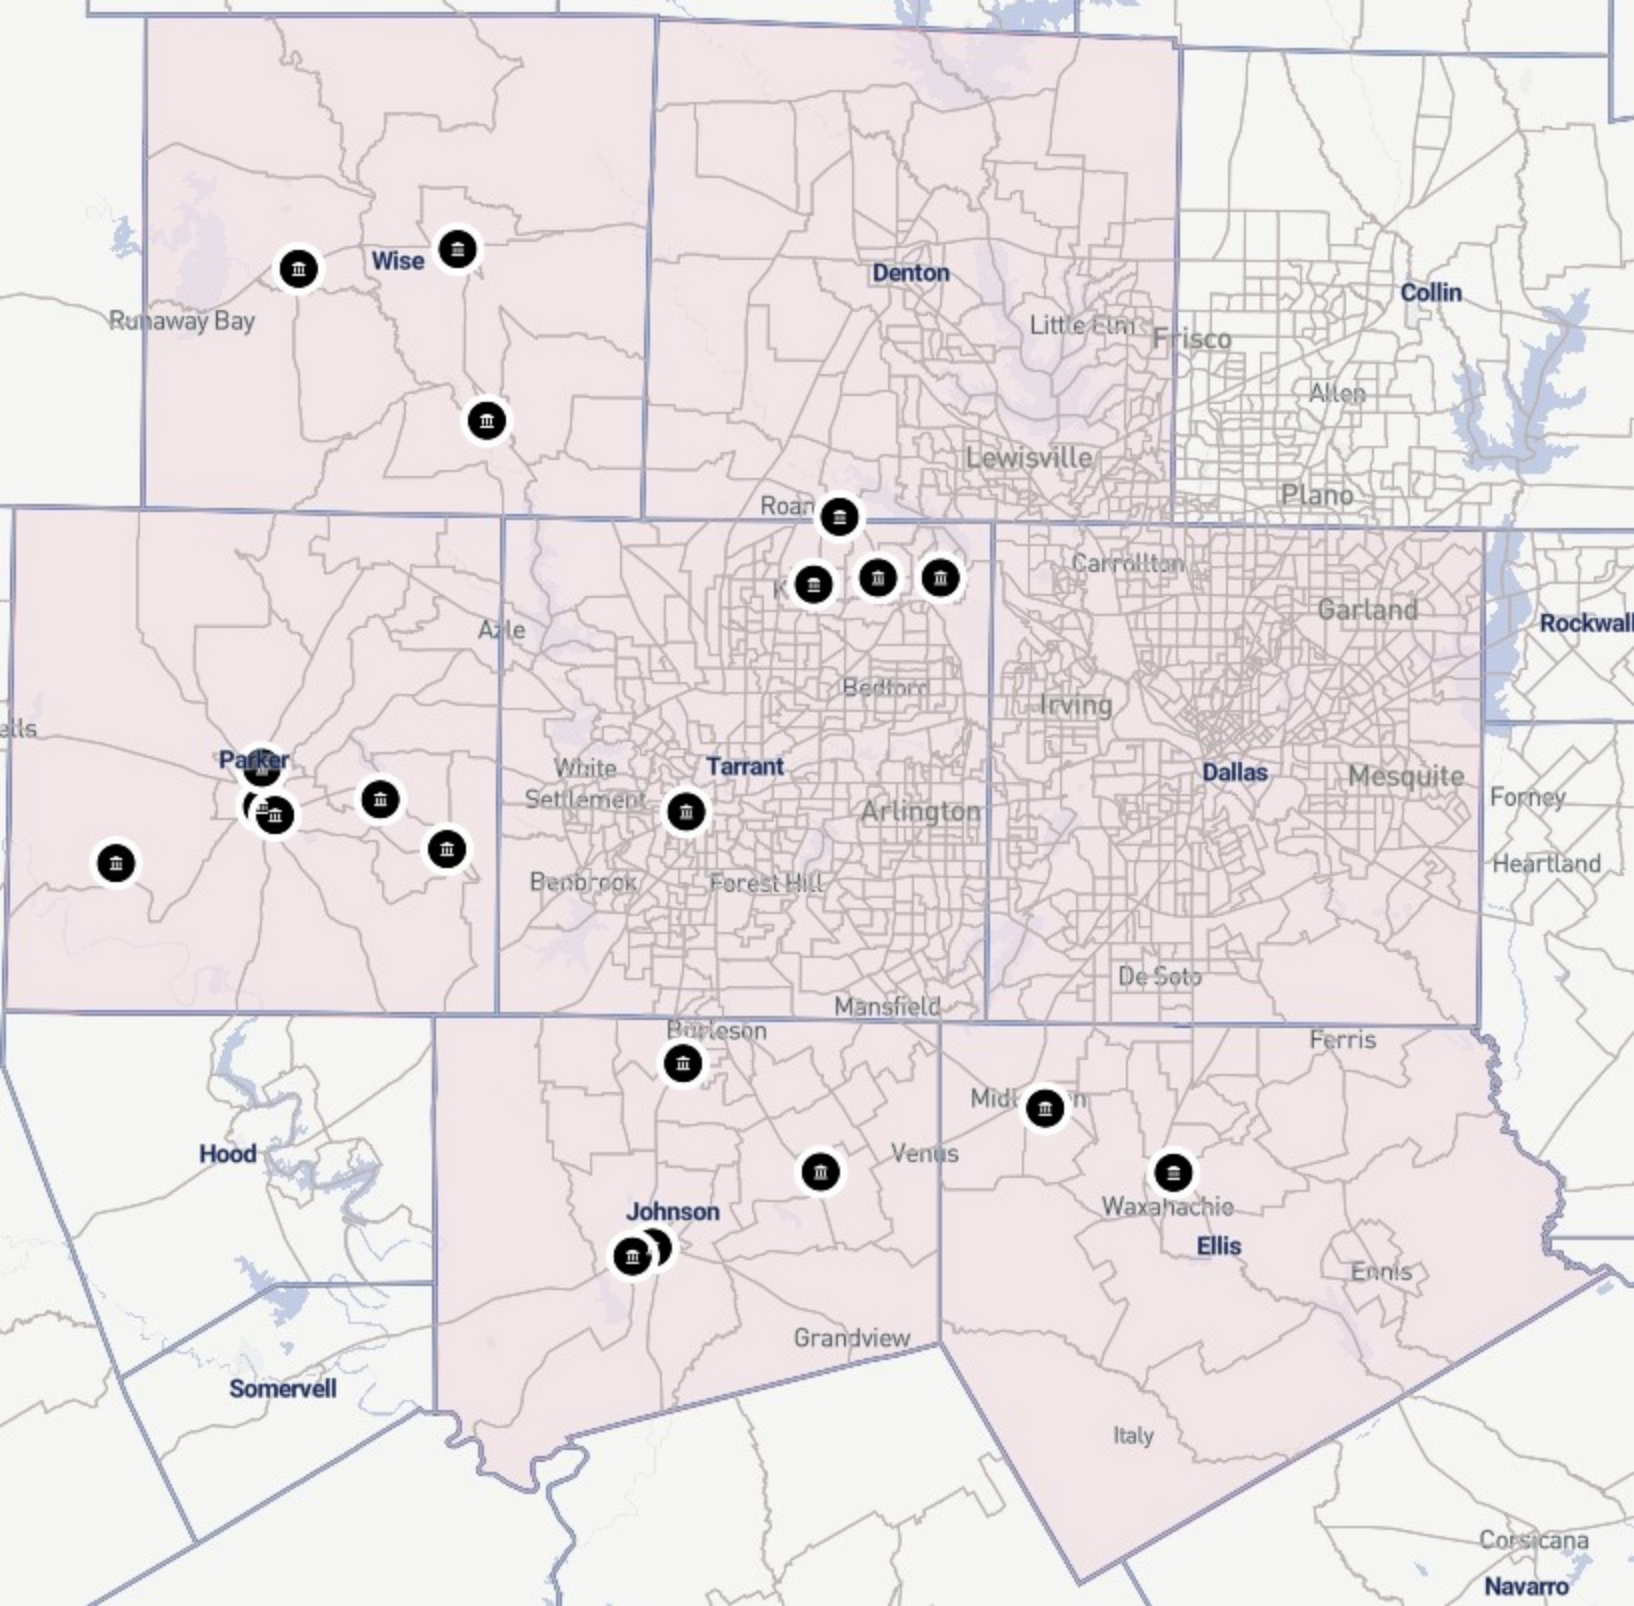 Wise
Denton
Collin
Runaway Bay
Little Elm
Frisco
Allen
Lewisville
Plano
Carrollton
Garland
Rockwall
Azle
Bedford
Irving
Parker
White
Settlement
Tarrant
Dallas
Mesquite
Arlington
Forney
Heartland
Benbrook
Forest Hill
De Soto
Mansfield
Burleson
Ferris
Hood
Venus
Johnson
Waxahachie
Ellis
Ennis
Grandview
Somervell
Italy
Corsicana
Navarro